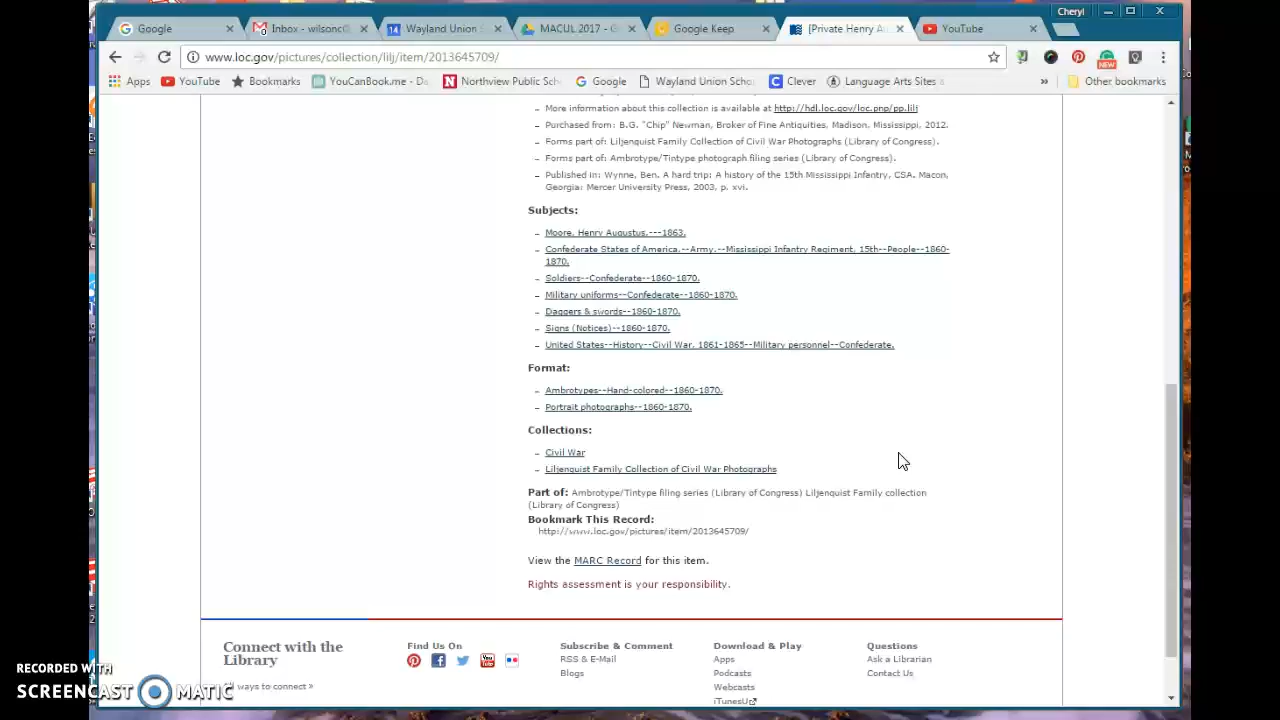 Cheryl
Google
Inbox - wilsonc@
Wayland Union S
MACUL 2017 - G
Google Keep
[Private Henry Au
YouTube
www.loc.gov/pictures/collection/lilj/item/2013645709/
NEW
Apps
YouTube
Bookmarks
YouCanBook.me - Da
Northview Public Sch
Google
Wayland Union Scho
Clever
Language Arts Sites a
»
Other bookmarks
– More information about this collection is available at http://hdl.loc.gov/loc.pnp/pp.lilj
– Purchased from: B.G. "Chip" Newman, Broker of Fine Antiquities, Madison, Mississippi, 2012.
– Forms part of: Liljenquist Family Collection of Civil War Photographs (Library of Congress).
– Forms part of: Ambrotype/Tintype photograph filing series (Library of Congress).
– Published in: Wynne, Ben. A hard trip: A history of the 15th Mississippi Infantry, CSA. Macon,
Georgia: Mercer University Press, 2003, p. xvi.
Subjects:
– Moore, Henry Augustus,---1863.
– Confederate States of America.--Army.--Mississippi Infantry Regiment, 15th--People--1860-
1870.
– Soldiers--Confederate--1860-1870.
– Military uniforms--Confederate--1860-1870.
– Daggers & swords--1860-1870.
– Signs (Notices)--1860-1870.
– United States--History--Civil War, 1861-1865--Military personnel--Confederate.
Format:
– Ambrotypes--Hand-colored--1860-1870.
– Portrait photographs--1860-1870.
Collections:
– Civil War
– Liljenquist Family Collection of Civil War Photographs
Part of: Ambrotype/Tintype filing series (Library of Congress) Liljenquist Family collection
(Library of Congress)
Bookmark This Record:
http://www.loc.gov/pictures/item/2013645709/
View the MARC Record for this item.
Rights assessment is your responsibility.
Connect with the
Library
ways to connect »
Find Us On
Subscribe & Comment
RSS & E-Mail
Blogs
Download & Play
Apps
Podcasts
Webcasts
iTunesU
Questions
Ask a Librarian
Contact Us
RECORDED WITH
SCREENCAST MATIC